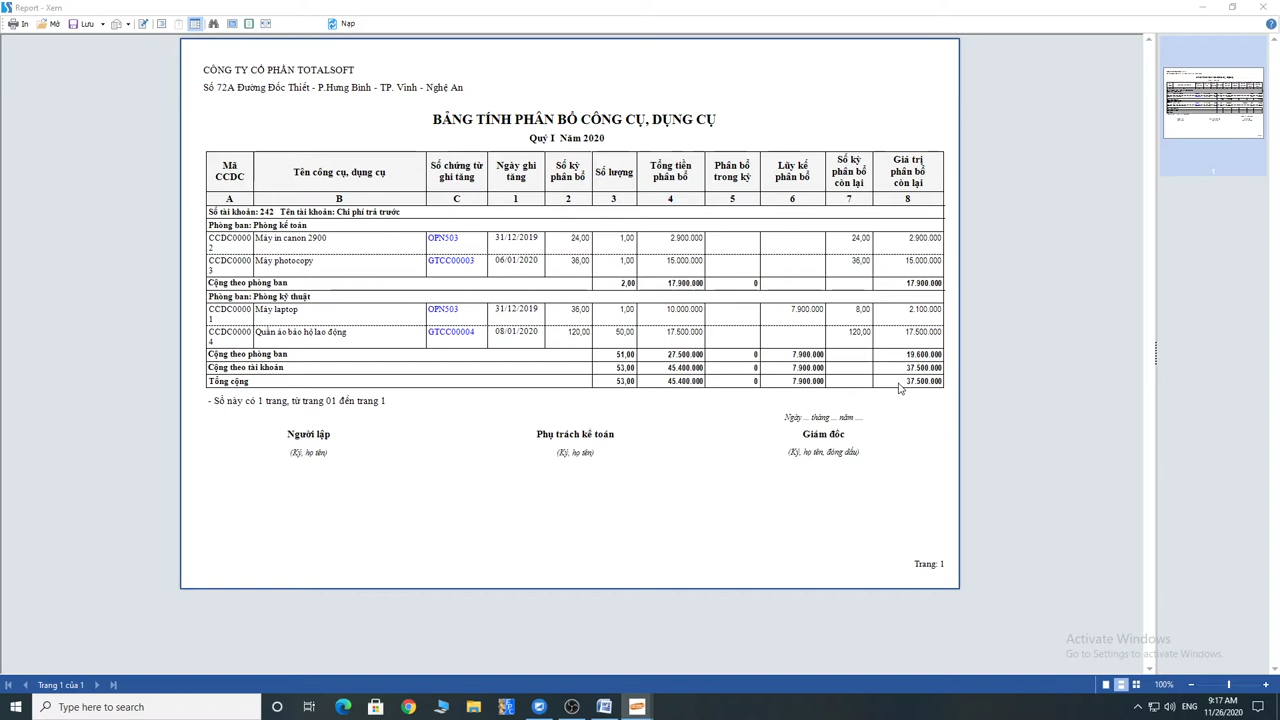 Report - Xem
In Mở Lưu Nạp
CÔNG TY CỔ PHẦN TOTALSOFT
Số 72A Đường Đốc Thiết - P.Hưng Bình - TP. Vinh - Nghệ An
BẢNG TÍNH PHÂN BỔ CÔNG CỤ, DỤNG CỤ
Quý I Năm 2020
Mã CCDC Tên công cụ, dụng cụ Số chứng từ ghi tăng Ngày ghi tăng Số kỳ phân bổ Số lượng Tổng tiền phân bổ Phân bổ trong kỳ Lũy kế phân bổ Số kỳ phân bổ còn lại Giá trị phân bổ còn lại
A B C 1 2 3 4 5 6 7 8
Số tài khoản: 242 Tên tài khoản: Chi phí trả trước
Phòng ban: Phòng kế toán
CCDC00002 Máy in canon 2900 OPN503 31/12/2019 24,00 1,00 2.900.000 24,00 2.900.000
CCDC00003 Máy photocopy GTCC00003 06/01/2020 36,00 1,00 15.000.000 36,00 15.000.000
Cộng theo phòng ban 2,00 17.900.000 0 17.900.000
Phòng ban: Phòng kỹ thuật
CCDC00001 Máy laptop OPN503 31/12/2019 36,00 1,00 10.000.000 7.900.000 8,00 2.100.000
CCDC00004 Quần áo bảo hộ lao động GTCC00004 08/01/2020 120,00 50,00 17.500.000 120,00 17.500.000
Cộng theo phòng ban 51,00 27.500.000 0 7.900.000 19.600.000
Cộng theo tài khoản 53,00 45.400.000 0 7.900.000 37.500.000
Tổng cộng 53,00 45.400.000 0 7.900.000 37.500.000
- Sổ này có 1 trang, từ trang 01 đến trang 1
Ngày ... tháng ... năm ....
Người lập Phụ trách kế toán Giám đốc
(Ký, họ tên) (Ký, họ tên) (Ký, họ tên, đóng dấu)
Trang: 1
1
Activate Windows
Go to Settings to activate Windows.
Trang 1 của 1 100%
Type here to search
ENG
9:17 AM
11/26/2020